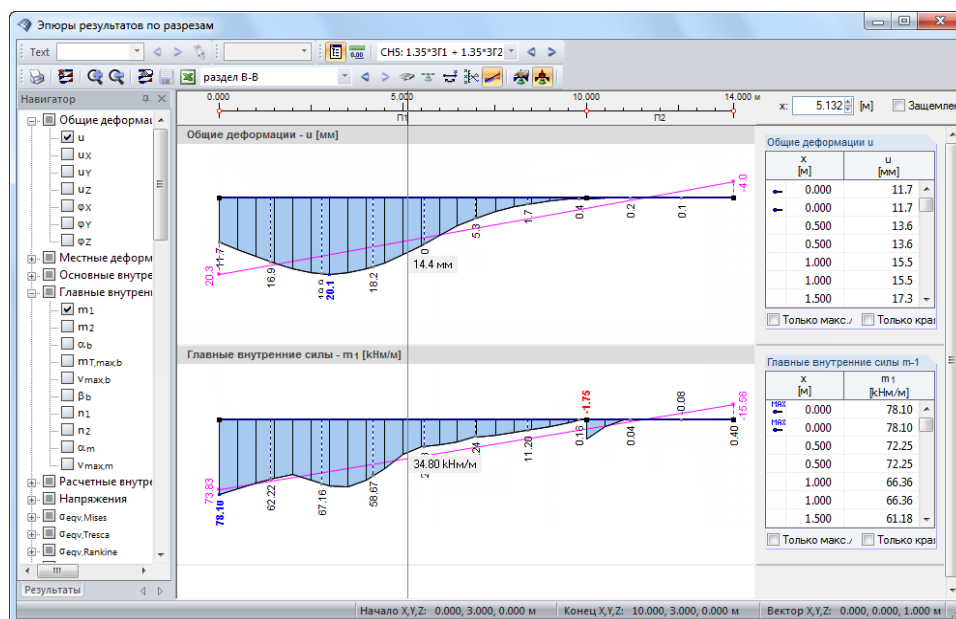 Эпюры результатов по разрезам
Text
CH5: 1.35*ЗГ1 + 1.35*ЗГ2
раздел B-B
Навигатор
Общие деформац
u
uX
uY
uZ
φX
φY
φZ
Местные деформ
Основные внутре
Главные внутренн
m1
m2
αb
mT,max,b
vmax,b
βb
n1
n2
αm
vmax,m
Расчетные внутре
Напряжения
σeqv,Mises
σeqv,Tresca
σeqv,Rankine
Результаты
0.000 5.000 10.000 14.000 м
П1 П2
x: 5.132 [м] Защемлен
Общие деформации - u [мм]
-4.0
11.7 16.9 19.9 20.1 18.2 5.3 1.7 0.4 0.2 0.1
20.3
14.4 мм
Общие деформации u
x u
[м] [мм]
0.000 11.7
0.000 11.7
0.500 13.6
0.500 13.6
1.000 15.5
1.000 15.5
1.500 17.3
Только макс./ Только края
Главные внутренние силы - m1 [kHм/м]
-1.75 -0.08 -15.56
73.83 78.10 62.22 67.16 58.67 11.20 0.16 0.04 0.40
34.80 kHм/м
Главные внутренние силы m-1
x m1
[м] [kHм/м]
MAX 0.000 78.10
MAX 0.000 78.10
0.500 72.25
0.500 72.25
1.000 66.36
1.000 66.36
1.500 61.18
Только макс./ Только края
Начало X,Y,Z: 0.000, 3.000, 0.000 м Конец X,Y,Z: 10.000, 3.000, 0.000 м Вектор X,Y,Z: 0.000, 0.000, 1.000 м